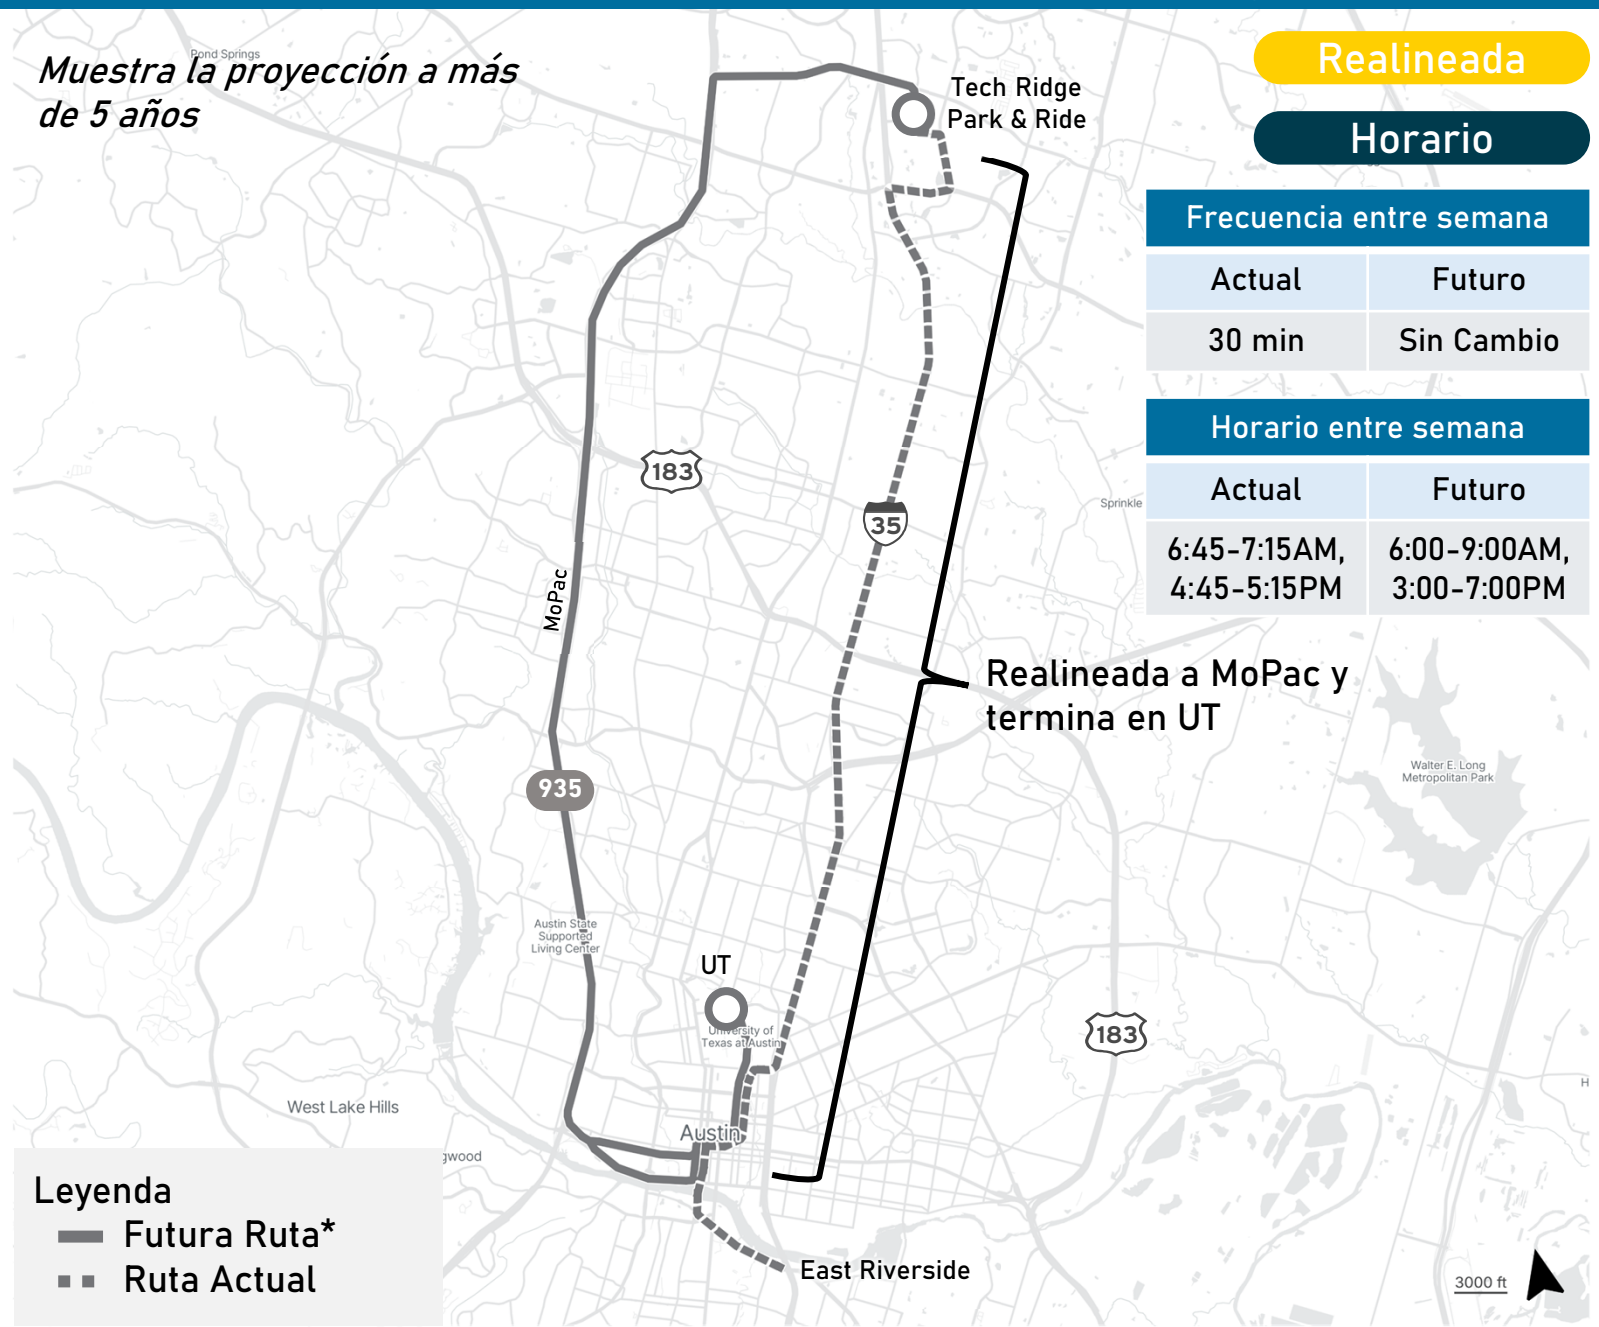 Muestra la proyección a más
de 5 años
Pond Springs
Tech Ridge
Park & Ride
Realineada
Horario
Frecuencia entre semana
Actual
Futuro
30 min
Sin Cambio
Horario entre semana
Actual
Futuro
6:45-7:15AM,
4:45-5:15PM
6:00-9:00AM,
3:00-7:00PM
183
35
Sprinkle
MoPac
Realineada a MoPac y
termina en UT
Walter E. Long
Metropolitan Park
935
Austin State
Supported
Living Center
UT
University of
Texas at Austin
183
H
West Lake Hills
Austin
gwood
Leyenda
Futura Ruta*
Ruta Actual
East Riverside
3000 ft